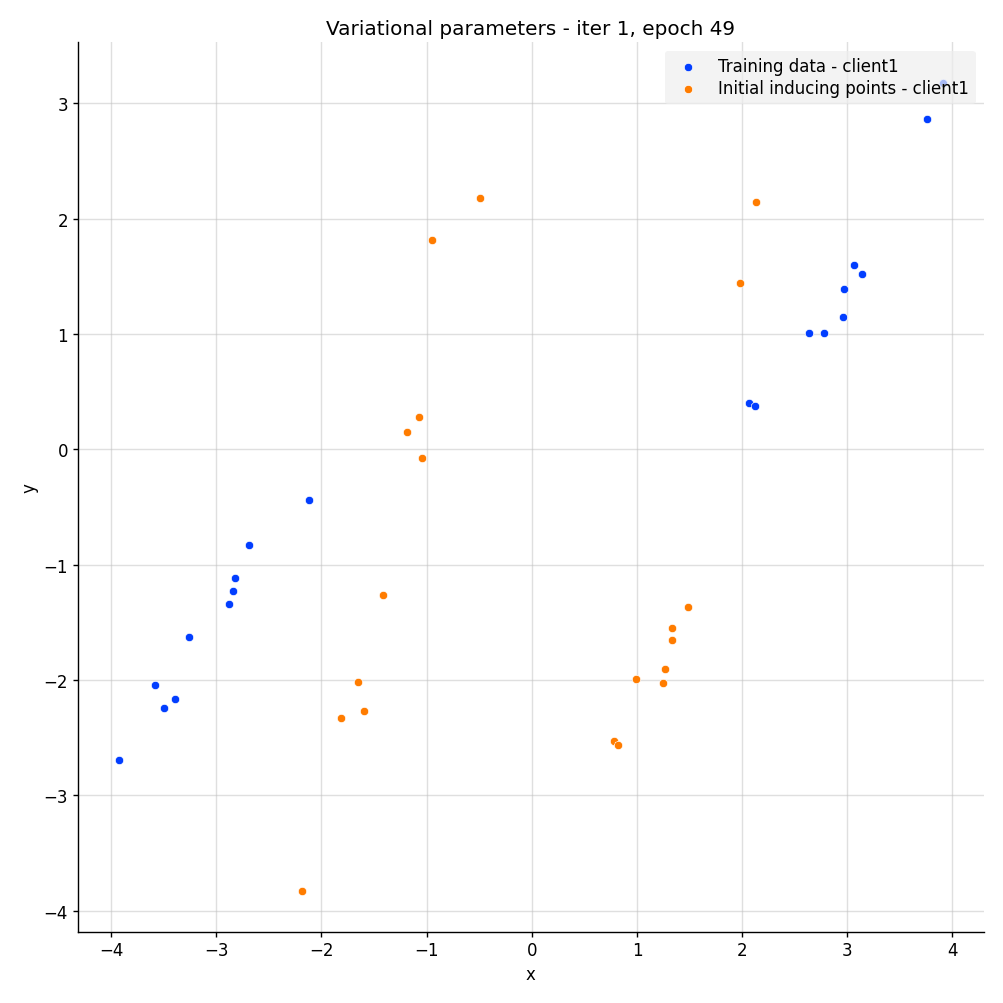 Variational parameters - iter 1, epoch 49
Training data - client1
Initial inducing points - client1
3
2
1
0
−1
−2
−3
−4
y
−4 −3 −2 −1 0 1 2 3 4
x